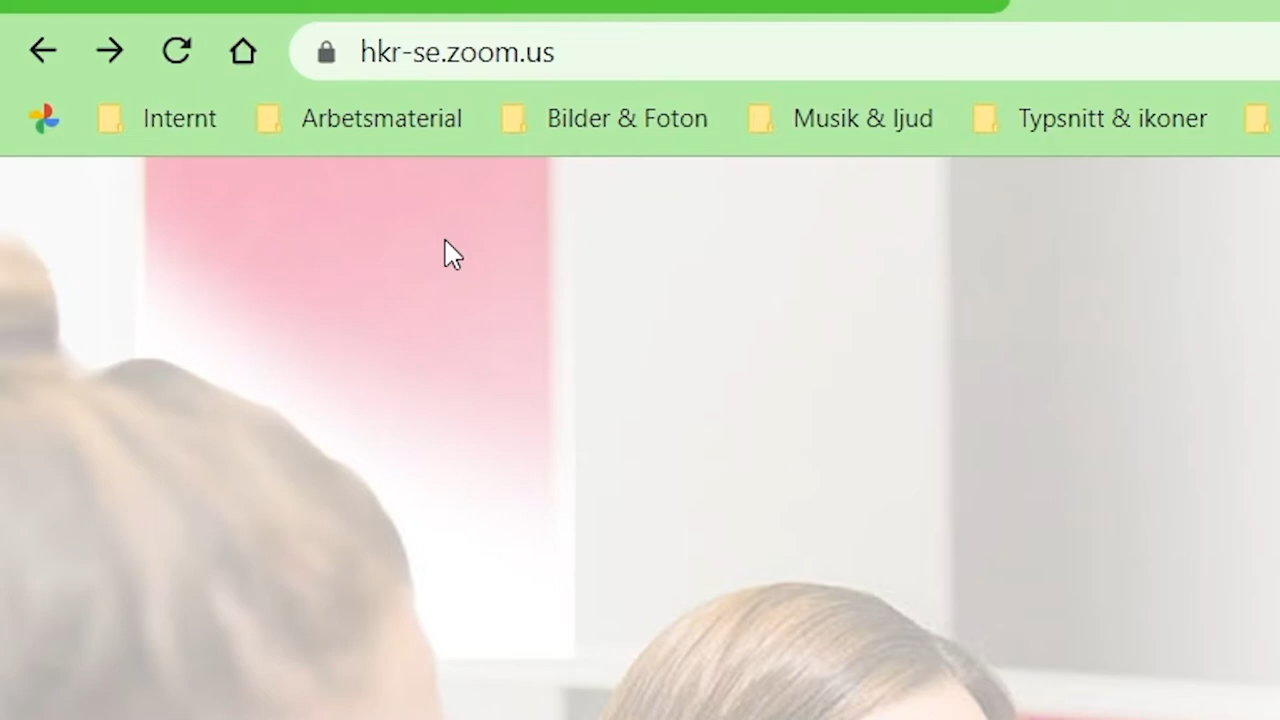 hkr-se.zoom.us
Internt Arbetsmaterial Bilder & Foton Musik & ljud Typsnitt & ikoner